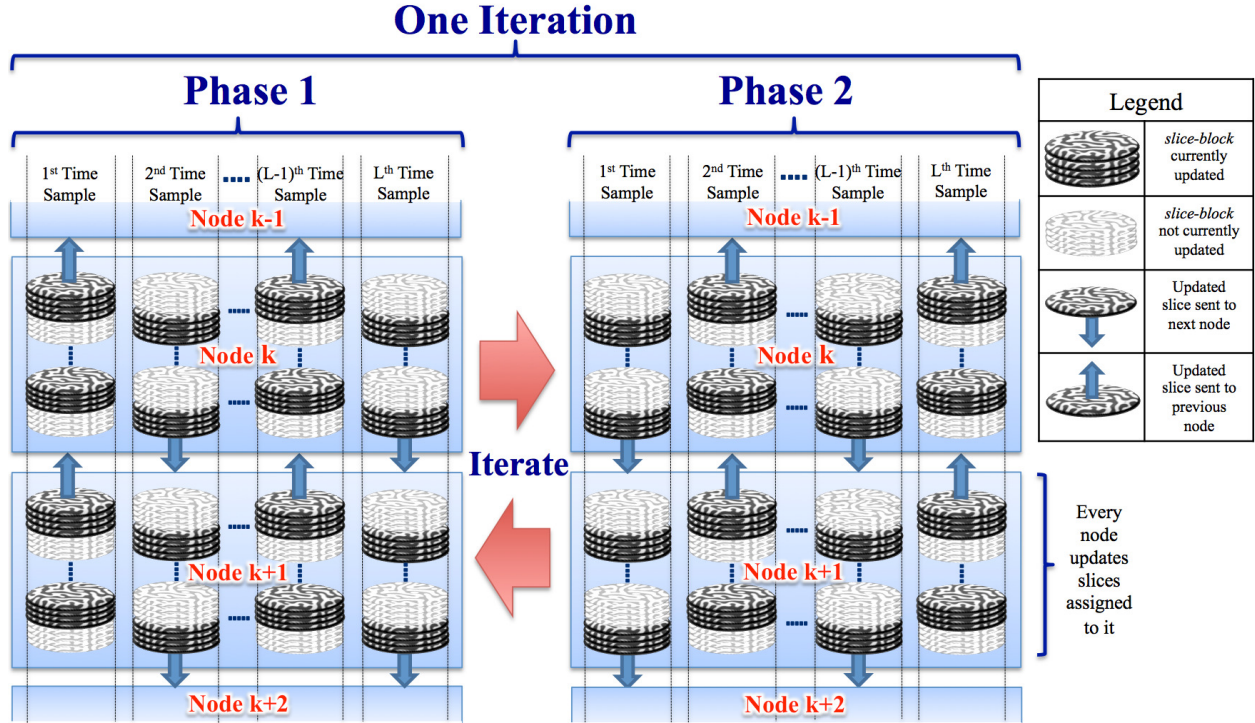 One Iteration
Phase 1
Phase 2
1st Time Sample
2nd Time Sample
(L-1)th Time Sample
Lth Time Sample
1st Time Sample
2nd Time Sample
(L-1)th Time Sample
Lth Time Sample
Node k-1
Node k-1
Node k
Node k
Iterate
Node k+1
Node k+1
Node k+2
Node k+2
Legend
slice-block
currently
updated
slice-block
not currently
updated
Updated
slice sent to
next node
Updated
slice sent to
previous
node
Every
node
updates
slices
assigned
to it